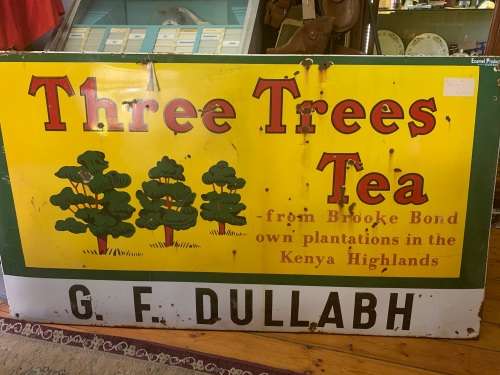 Three Trees
Tea
-from Brooke Bond
own plantations in the
Kenya Highlands
G. F. DULLABH